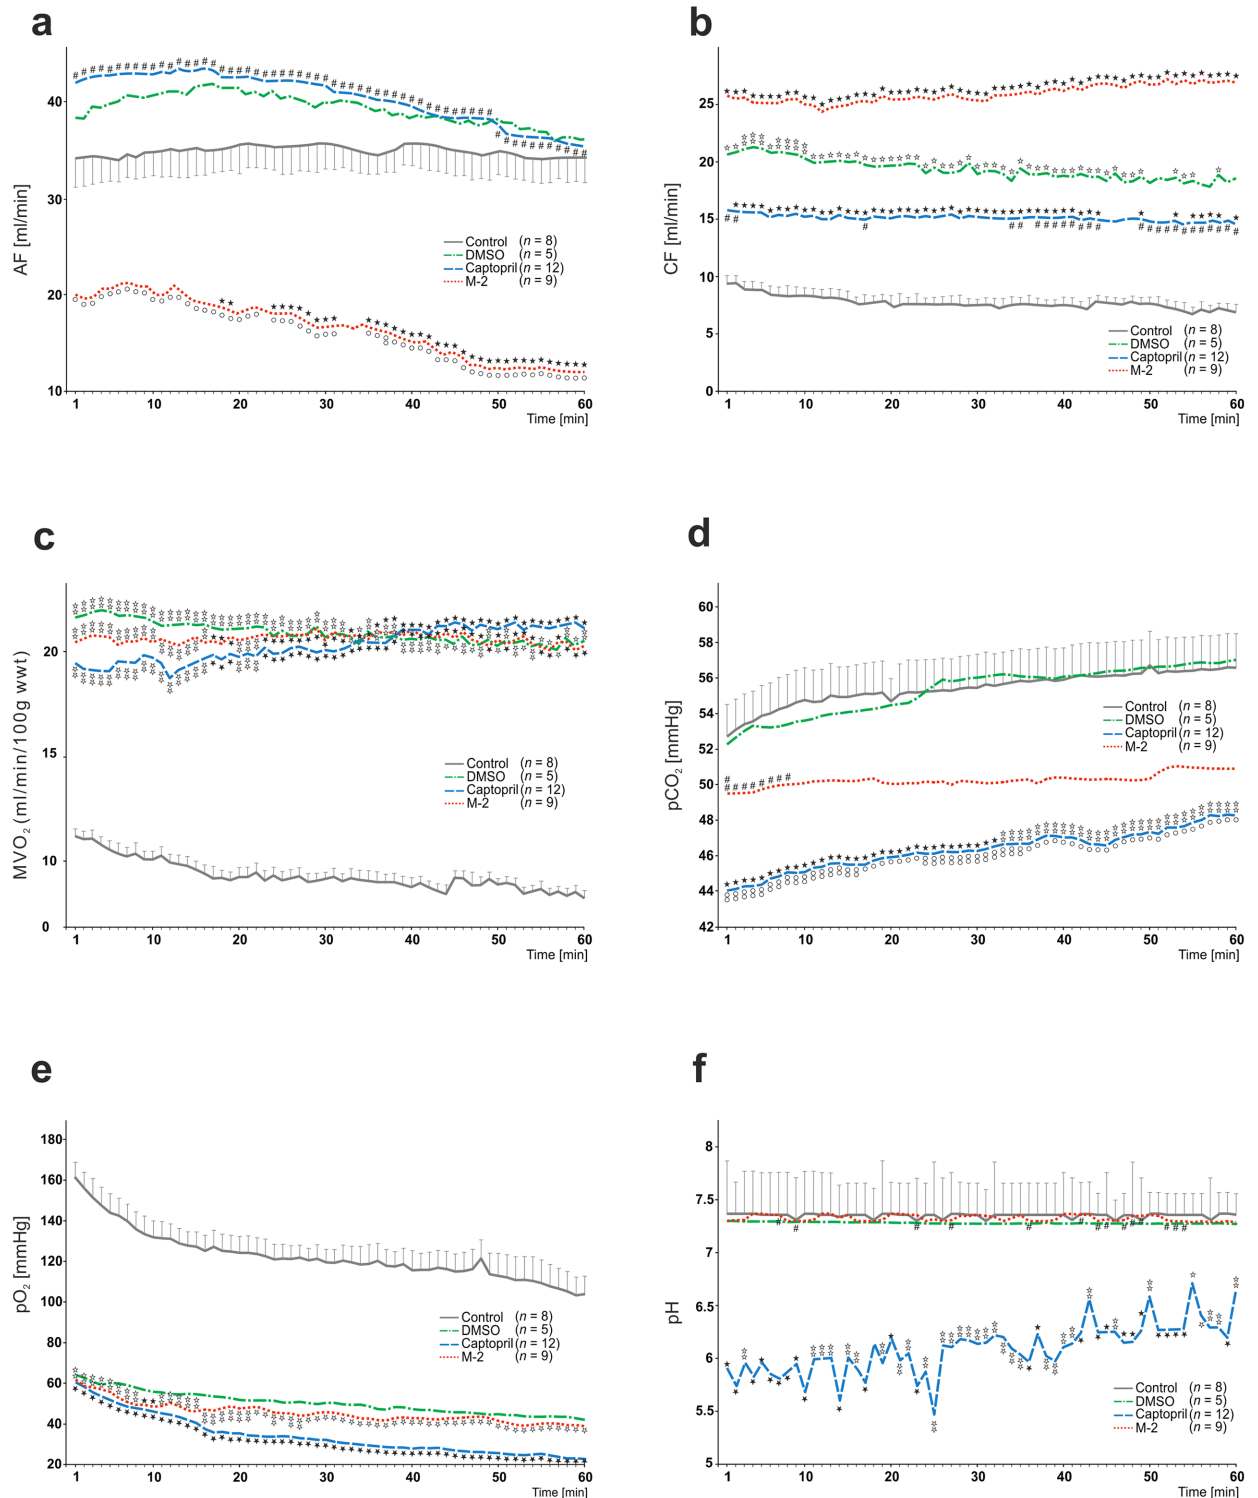 a
AF [ml/min]
40
30
20
10
Control (n = 8)
DMSO (n = 5)
Captopril (n = 12)
M-2 (n = 9)
1 10 20 30 40 50 60
Time [min]
b
CF [ml/min]
25
20
15
10
5
0
Control (n = 8)
DMSO (n = 5)
Captopril (n = 12)
M-2 (n = 9)
1 10 20 30 40 50 60
Time [min]
c
MVO2 (ml/min/100g wwt)
20
15
10
0
Control (n = 8)
DMSO (n = 5)
Captopril (n = 12)
M-2 (n = 9)
1 10 20 30 40 50 60
Time [min]
d
pCO2 [mmHg]
60
58
56
54
52
50
48
46
44
42
Control (n = 8)
DMSO (n = 5)
Captopril (n = 12)
M-2 (n = 9)
1 10 20 30 40 50 60
Time [min]
e
pO2 [mmHg]
180
160
140
120
100
80
60
40
20
Control (n = 8)
DMSO (n = 5)
Captopril (n = 12)
M-2 (n = 9)
1 10 20 30 40 50 60
Time [min]
f
pH
8
7.5
7
6.5
6
5.5
5
Control (n = 8)
DMSO (n = 5)
Captopril (n = 12)
M-2 (n = 9)
1 10 20 30 40 50 60
Time [min]